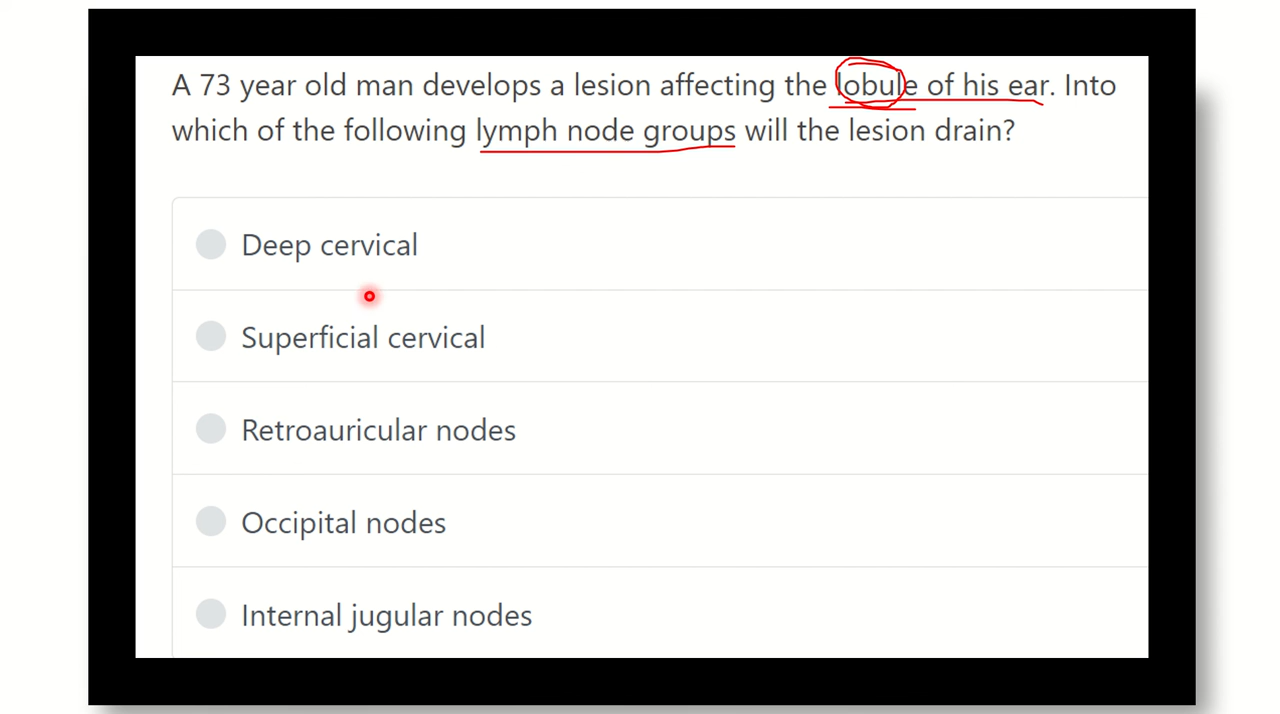 A 73 year old man develops a lesion affecting the lobule of his ear. Into
which of the following lymph node groups will the lesion drain?
Deep cervical
Superficial cervical
Retroauricular nodes
Occipital nodes
Internal jugular nodes